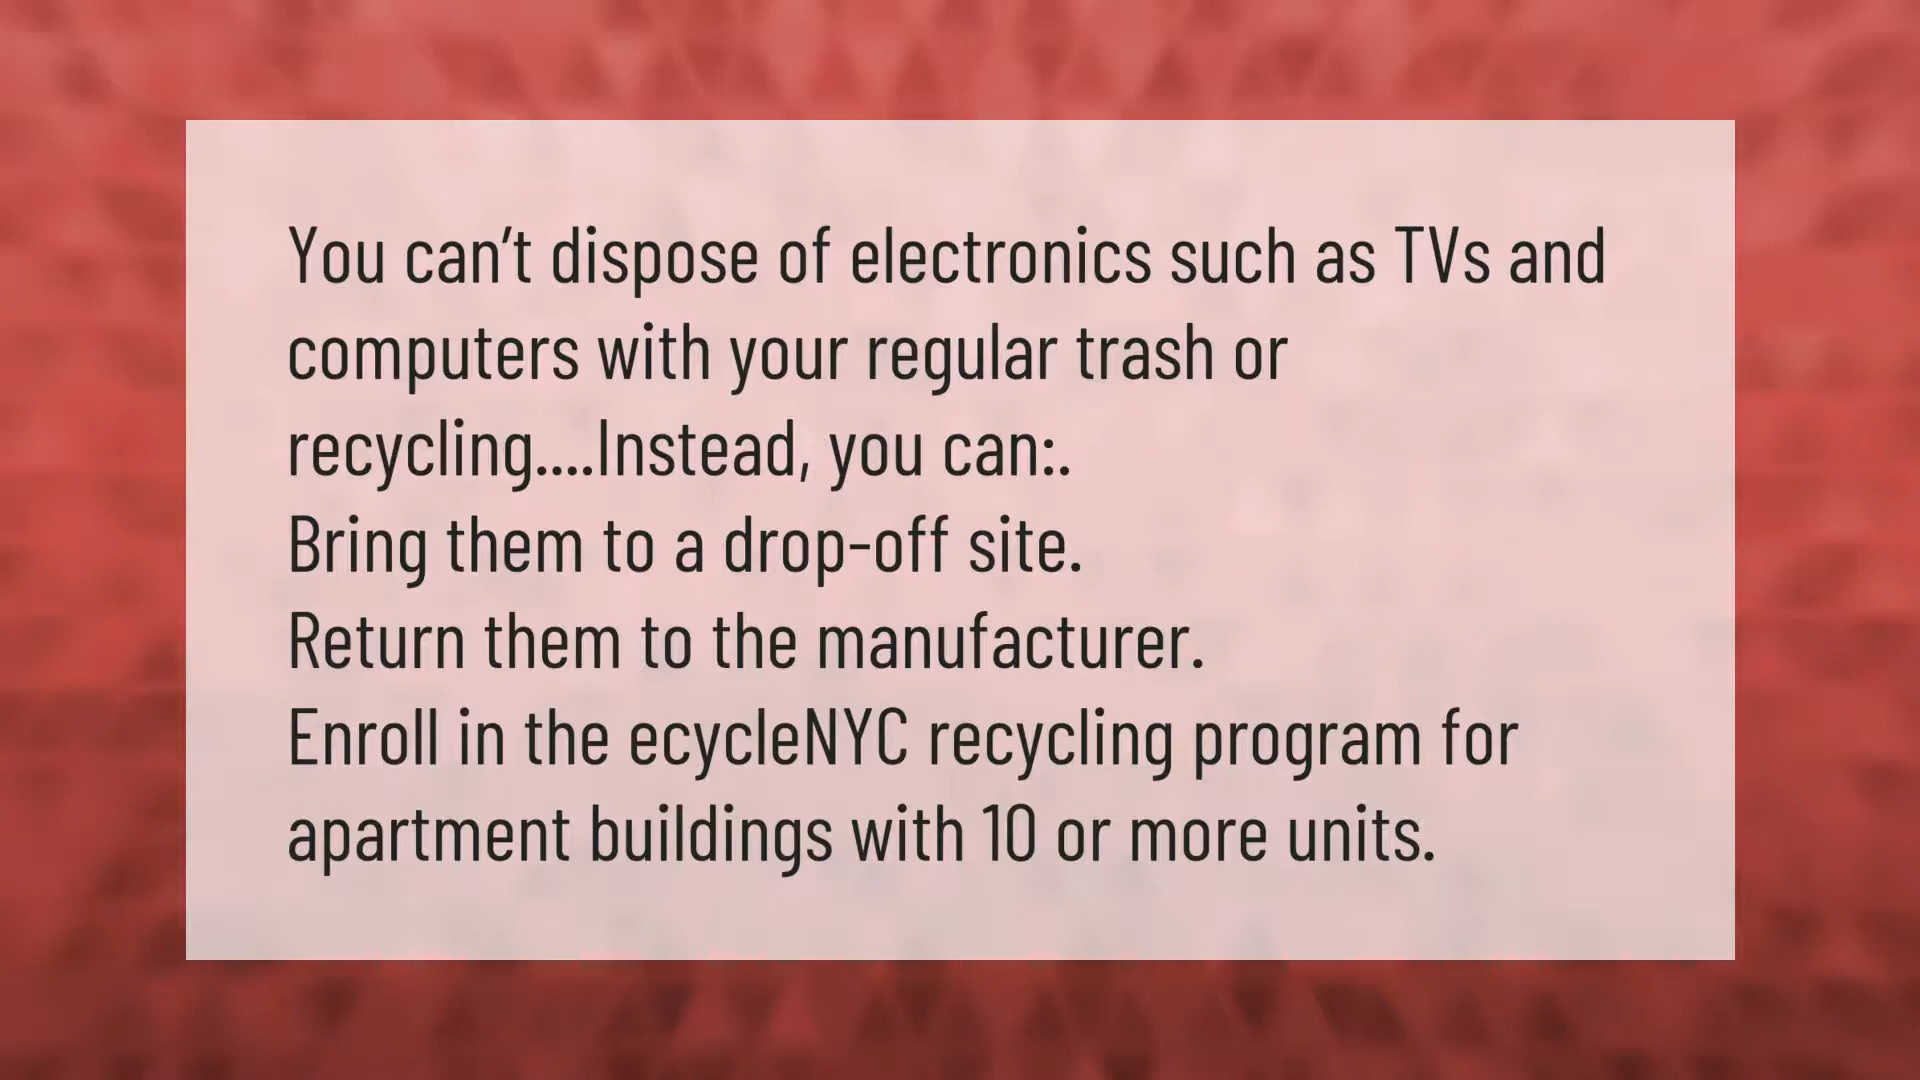 You can’t dispose of electronics such as TVs and
computers with your regular trash or
recycling....Instead, you can:.
Bring them to a drop-off site.
Return them to the manufacturer.
Enroll in the ecycleNYC recycling program for
apartment buildings with 10 or more units.